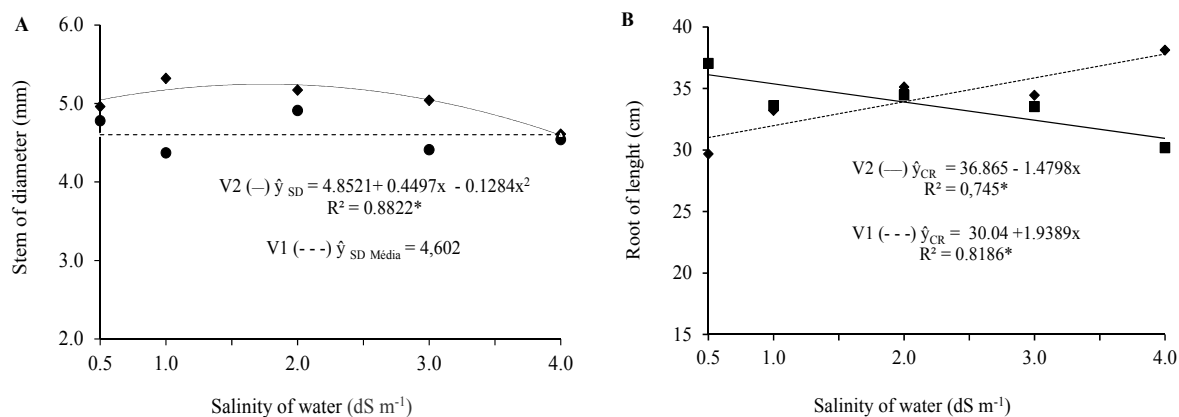 A
Stem of diameter (mm)
6.0
5.0
4.0
3.0
2.0
V2 (–) ŷ SD = 4.8521+ 0.4497x - 0.1284x²
R² = 0.8822*
V1 (- - -) ŷ SD Média = 4,602
0.5 1.0 2.0 3.0 4.0
Salinity of water (dS m⁻¹)
B
Root of lenght (cm)
40
35
30
25
20
15
V2 (—) ŷCR = 36.865 - 1.4798x
R² = 0,745*
V1 (- - -) ŷCR = 30.04 +1.9389x
R² = 0.8186*
0.5 1.0 2.0 3.0 4.0
Salinity of water (dS m⁻¹)